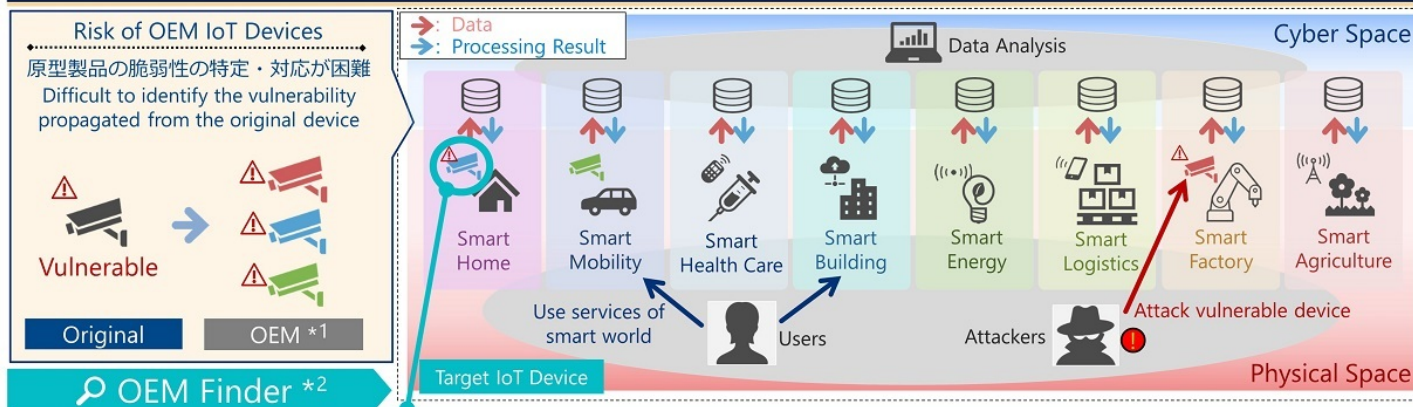 Risk of OEM IoT Devices
原型製品の脆弱性の特定・対応が困難
Difficult to identify the vulnerability
propagated from the original device
Vulnerable
Original
OEM *1
OEM Finder *2
: Data
: Processing Result
Data Analysis
Cyber Space
Smart
Home
Smart
Mobility
Smart
Health Care
Smart
Building
Smart
Energy
Smart
Logistics
Smart
Factory
Smart
Agriculture
Use services of
smart world
Users
Attackers
Attack vulnerable device
Target IoT Device
Physical Space